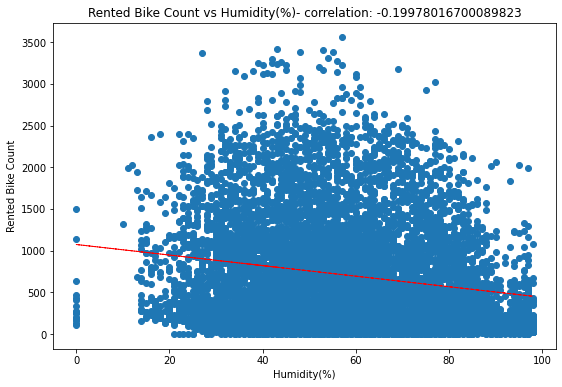 Rented Bike Count vs Humidity(%)- correlation: -0.19978016700089823
3500
3000
2500
2000
1500
1000
500
0
Rented Bike Count
0 20 40 60 80 100
Humidity(%)